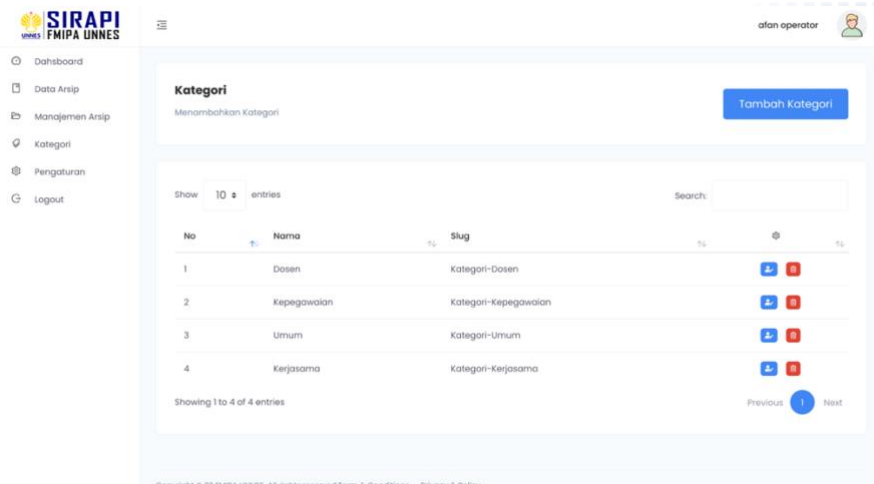 SIRAPI
UNNES FMIPA UNNES
afan operator
Dahsboard
Data Arsip
Manajemen Arsip
Kategori
Pengaturan
Logout
Kategori
Menambahkan Kategori
Tambah Kategori
Show 10 entries
Search:
No Nama Slug
1 Dosen Kategori-Dosen
2 Kepegawaian Kategori-Kepegawaian
3 Umum Kategori-Umum
4 Kerjasama Kategori-Kerjasama
Showing 1 to 4 of 4 entries
Previous 1 Next